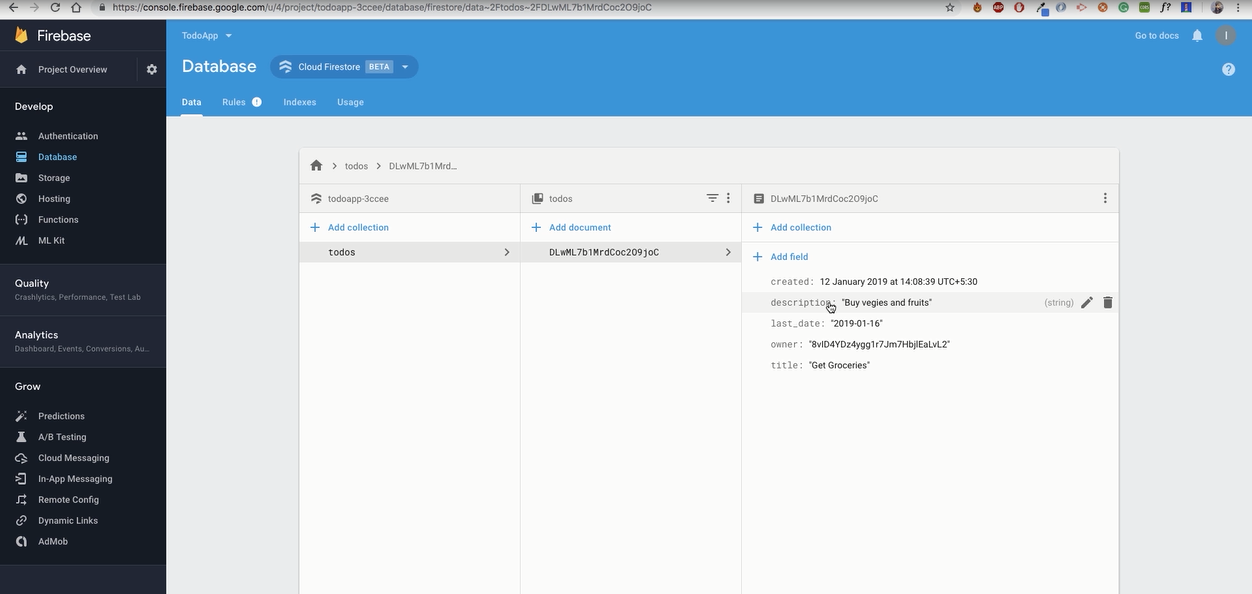 https://console.firebase.google.com/u/4/project/todoapp-3ccee/database/firestore/data~2Ftodos~2FDLwML7b1MrdCoc2O9joC
Firebase
Project Overview
Develop
Authentication
Database
Storage
Hosting
Functions
ML Kit
Quality
Crashlytics, Performance, Test Lab
Analytics
Dashboard, Events, Conversions, Au...
Grow
Predictions
A/B Testing
Cloud Messaging
In-App Messaging
Remote Config
Dynamic Links
AdMob
TodoApp
Go to docs
I
Database
Cloud Firestore BETA
Data Rules Indexes Usage
todos DLwML7b1Mrd...
todoapp-3ccee
Add collection
todos
todos
Add document
DLwML7b1MrdCoc2O9joC
DLwML7b1MrdCoc2O9joC
Add collection
Add field
created: 12 January 2019 at 14:08:39 UTC+5:30
description: "Buy vegies and fruits" (string)
last_date: "2019-01-16"
owner: "8vID4YDz4ygg1r7Jm7HbjlEaLvL2"
title: "Get Groceries"